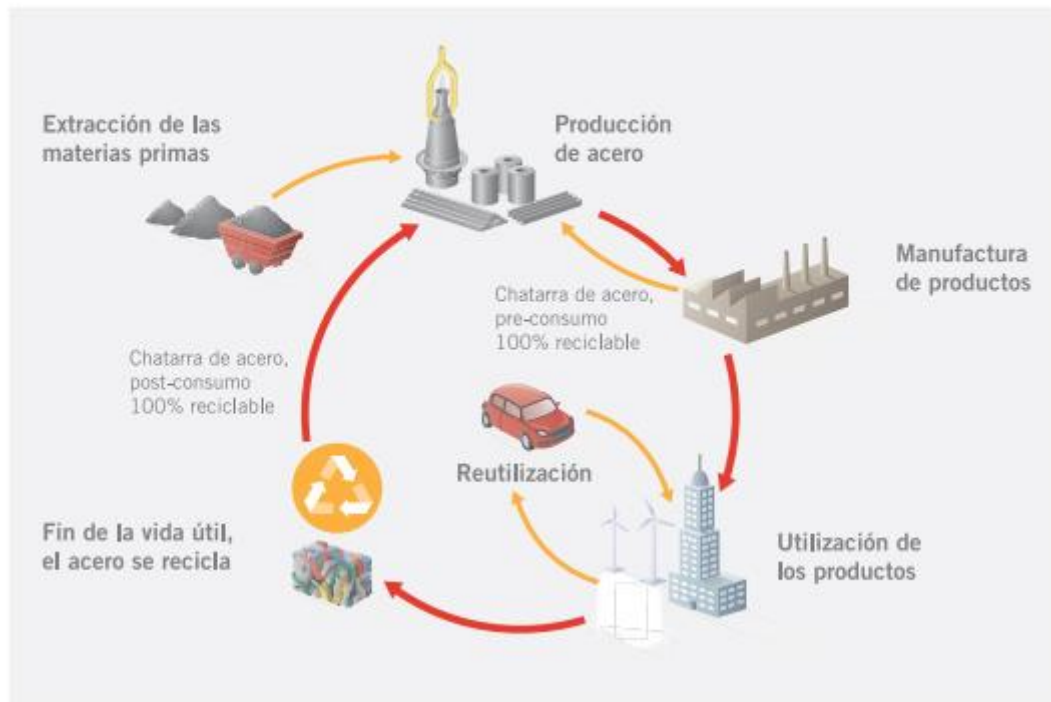 Extracción de las
materias primas
Producción
de acero
Manufactura
de productos
Chatarra de acero,
pre-consumo
100% reciclable
Chatarra de acero,
post-consumo
100% reciclable
Reutilización
Fin de la vida útil,
el acero se recicla
Utilización de
los productos